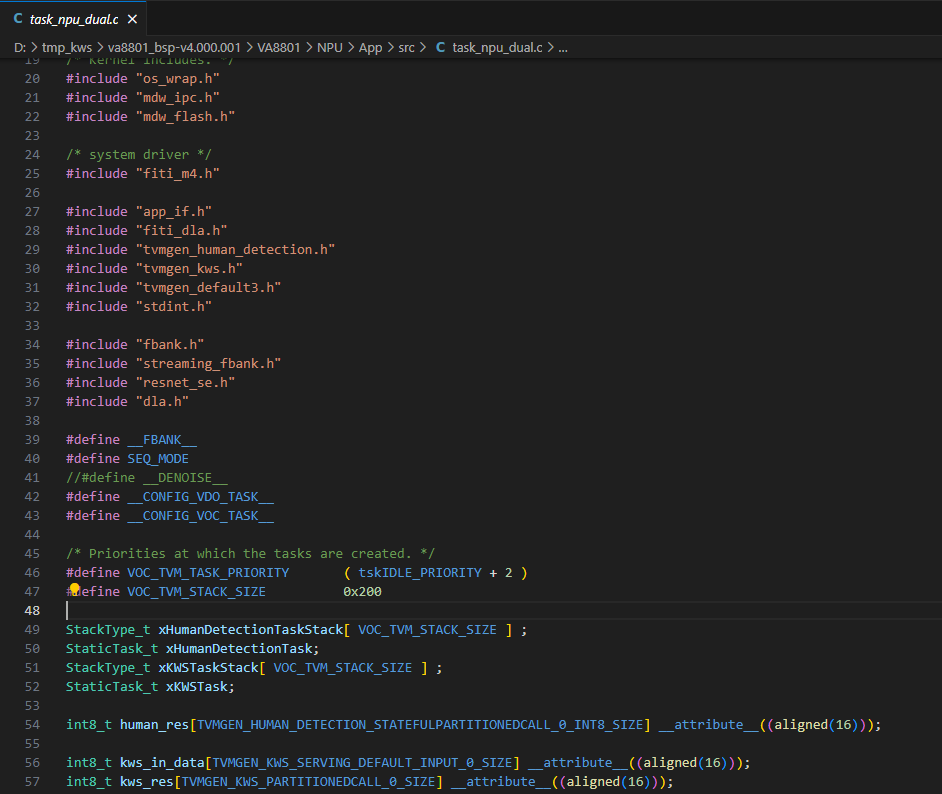 C task_npu_dual.c ×
D: > tmp_kws > va8801_bsp-v4.000.001 > VA8801 > NPU > App > src > C task_npu_dual.c > ...
19 /* Kernel includes. */
20 #include "os_wrap.h"
21 #include "mdw_ipc.h"
22 #include "mdw_flash.h"
23
24 /* system driver */
25 #include "fiti_m4.h"
26
27 #include "app_if.h"
28 #include "fiti_dla.h"
29 #include "tvmgen_human_detection.h"
30 #include "tvmgen_kws.h"
31 #include "tvmgen_default3.h"
32 #include "stdint.h"
33
34 #include "fbank.h"
35 #include "streaming_fbank.h"
36 #include "resnet_se.h"
37 #include "dla.h"
38
39 #define __FBANK__
40 #define SEQ_MODE
41 //#define __DENOISE__
42 #define __CONFIG_VDO_TASK__
43 #define __CONFIG_VOC_TASK__
44
45 /* Priorities at which the tasks are created. */
46 #define VOC_TVM_TASK_PRIORITY ( tskIDLE_PRIORITY + 2 )
47 #define VOC_TVM_STACK_SIZE 0x200
48
49 StackType_t xHumanDetectionTaskStack[ VOC_TVM_STACK_SIZE ] ;
50 StaticTask_t xHumanDetectionTask;
51 StackType_t xKWSTaskStack[ VOC_TVM_STACK_SIZE ] ;
52 StaticTask_t xKWSTask;
53
54 int8_t human_res[TVMGEN_HUMAN_DETECTION_STATEFULPARTITIONEDCALL_0_INT8_SIZE] __attribute__((aligned(16)));
55
56 int8_t kws_in_data[TVMGEN_KWS_SERVING_DEFAULT_INPUT_0_SIZE] __attribute__((aligned(16)));
57 int8_t kws_res[TVMGEN_KWS_PARTITIONEDCALL_0_SIZE] __attribute__((aligned(16)));